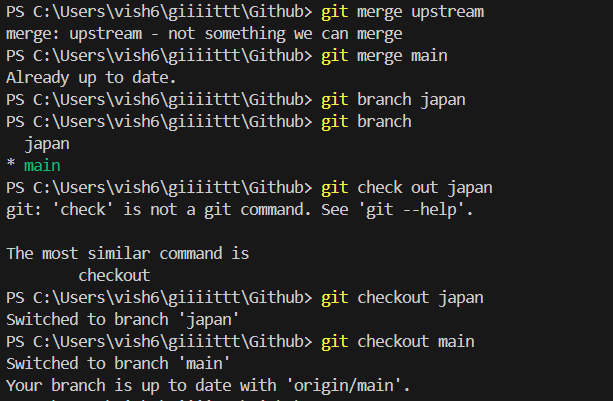 PS C:\Users\vish6\giiiittt\Github> git merge upstream
merge: upstream - not something we can merge
PS C:\Users\vish6\giiiittt\Github> git merge main
Already up to date.
PS C:\Users\vish6\giiiittt\Github> git branch japan
PS C:\Users\vish6\giiiittt\Github> git branch
  japan
* main
PS C:\Users\vish6\giiiittt\Github> git check out japan
git: 'check' is not a git command. See 'git --help'.

The most similar command is
        checkout
PS C:\Users\vish6\giiiittt\Github> git checkout japan
Switched to branch 'japan'
PS C:\Users\vish6\giiiittt\Github> git checkout main
Switched to branch 'main'
Your branch is up to date with 'origin/main'.